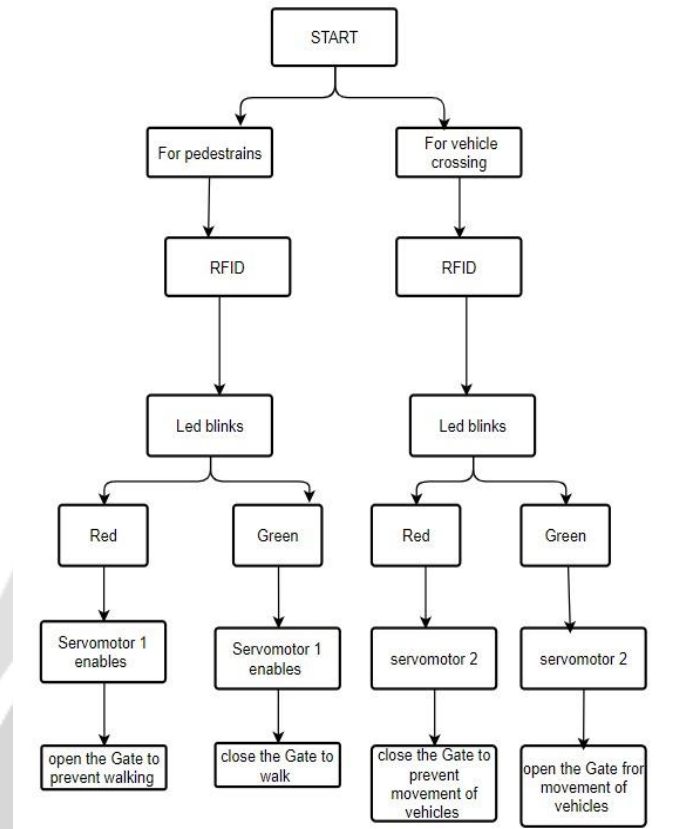 START
For pedestrains
For vehicle
crossing
RFID
RFID
Led blinks
Led blinks
Red
Green
Red
Green
Servomotor 1
enables
Servomotor 1
enables
servomotor 2
servomotor 2
open the Gate to
prevent walking
close the Gate to
walk
close the Gate to
prevent
movement of
vehicles
open the Gate fror
movement of
vehicles